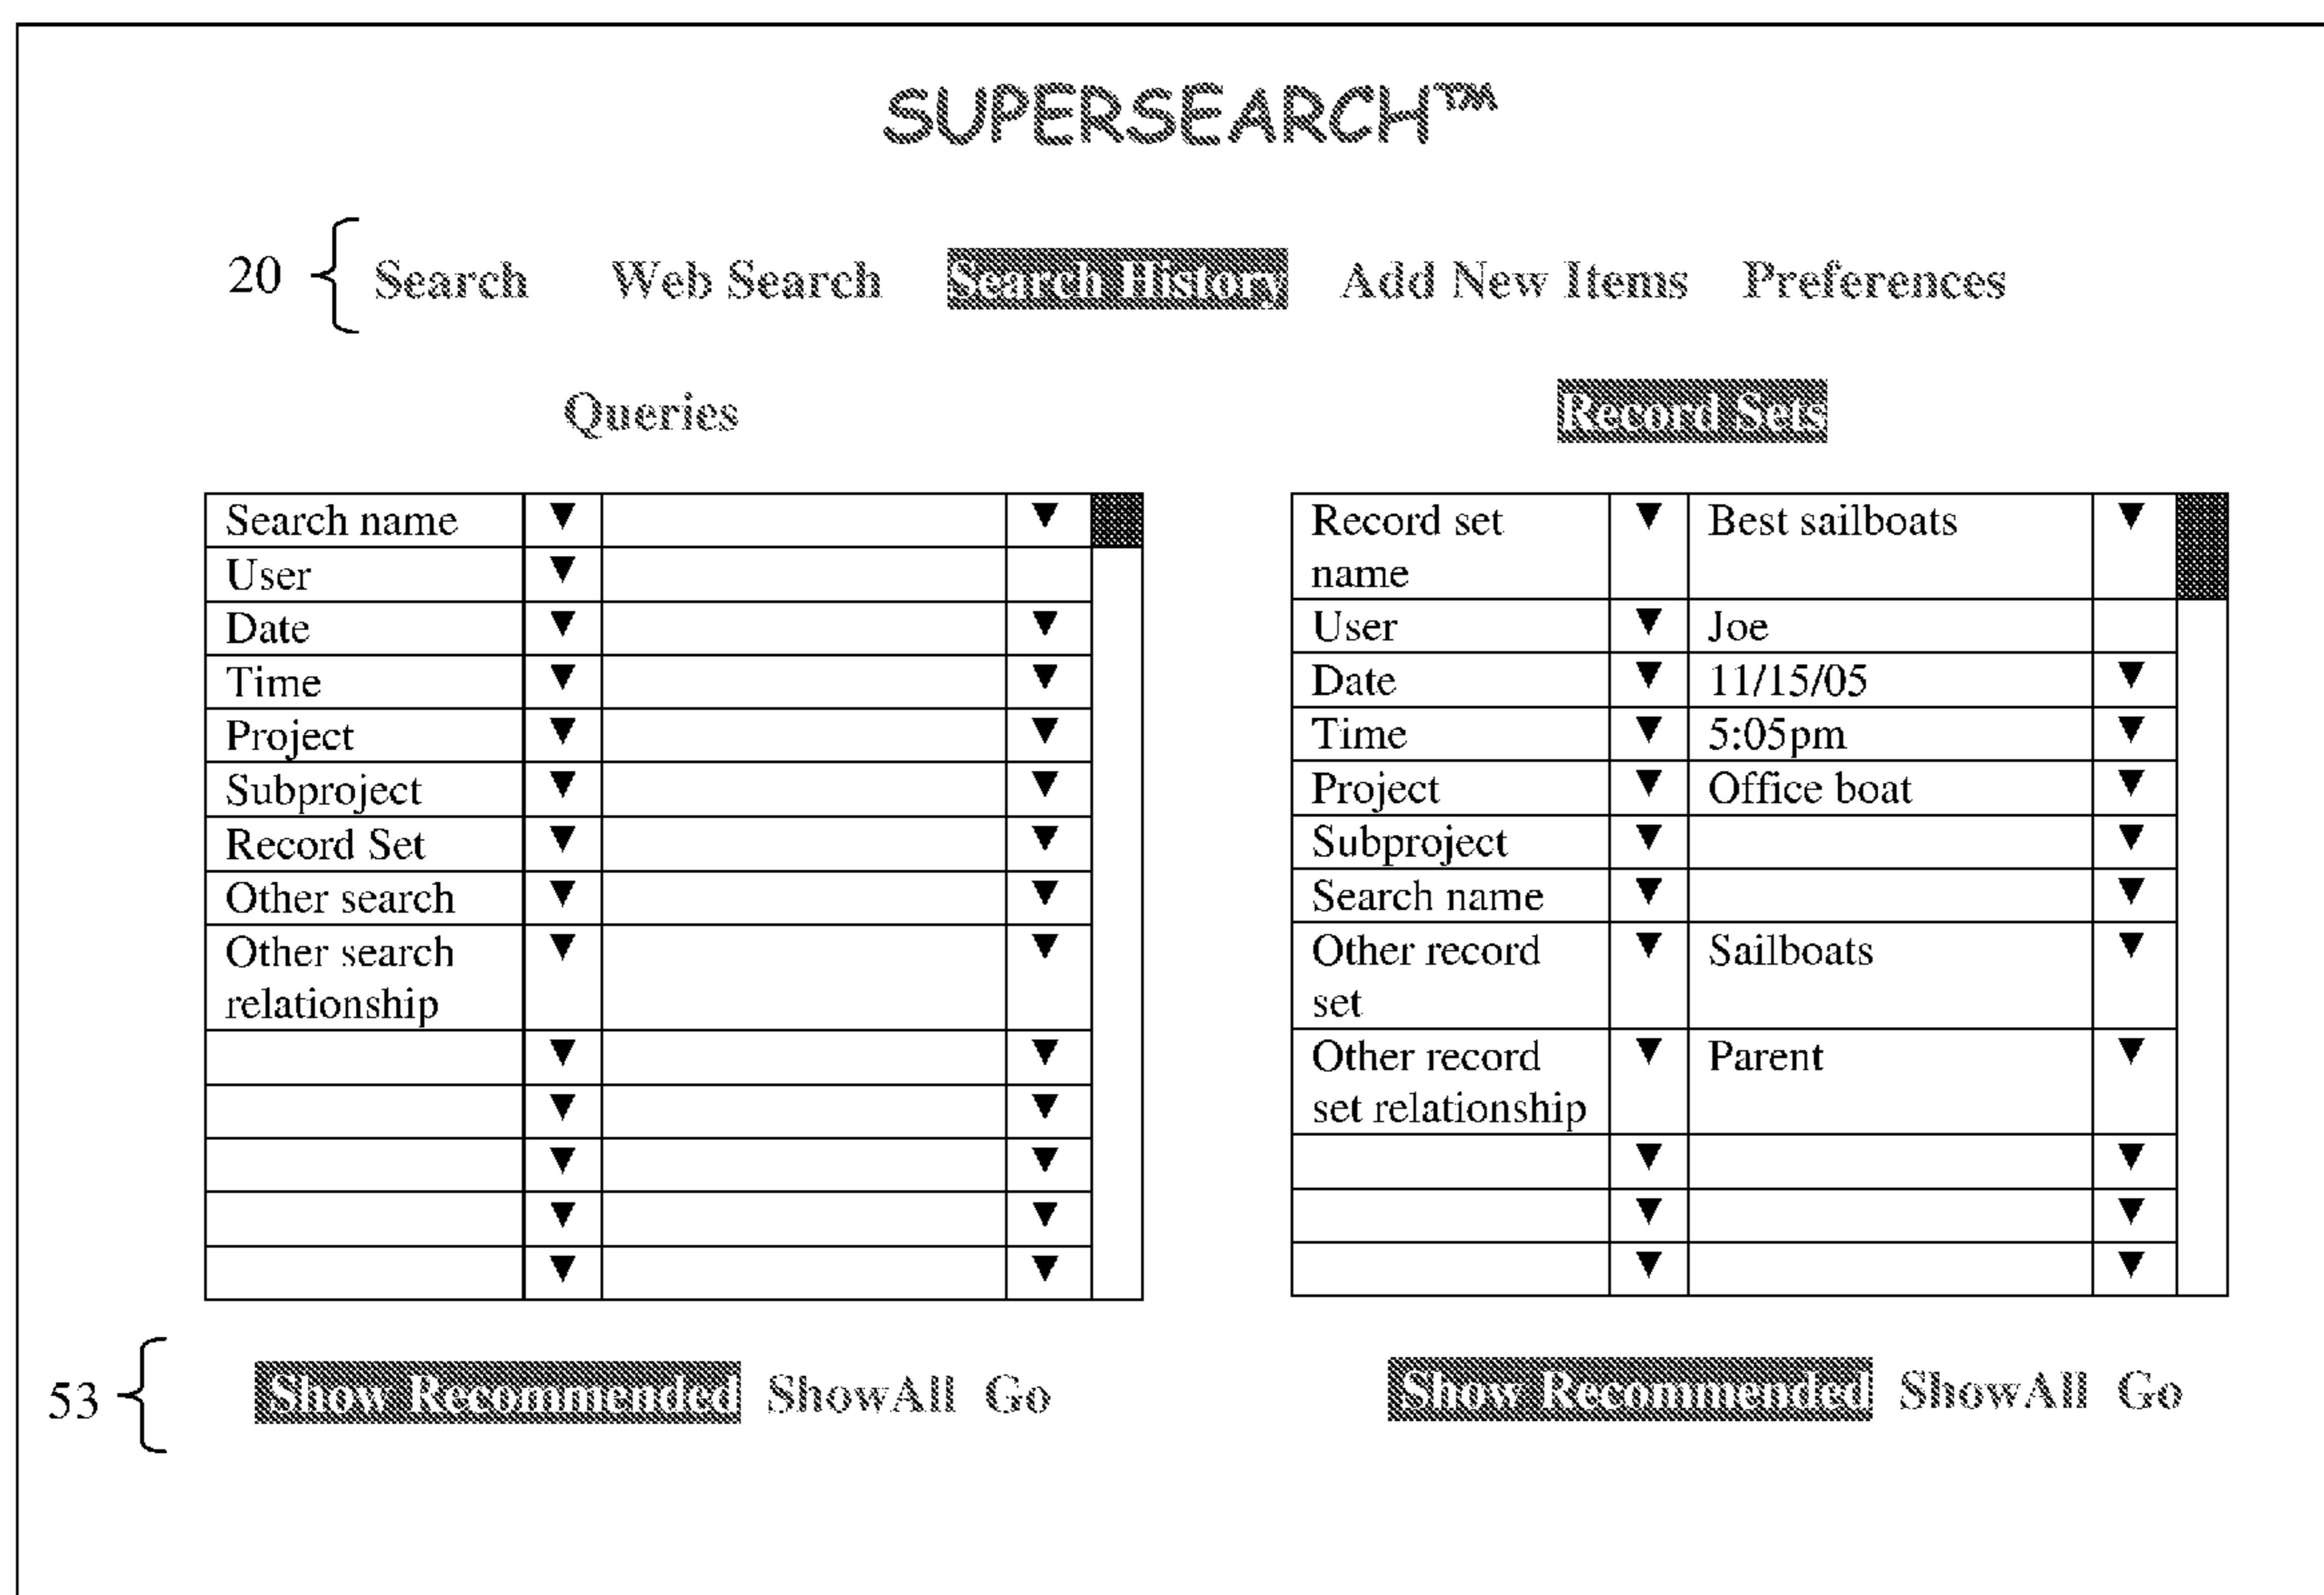 SUPERSEARCH™
20 Search Web Search Search History Add New Items Preferences
Queries Record Sets
Search name
User
Date
Time
Project
Subproject
Record Set
Other search
Other search
relationship
Record set Best sailboats
name
User Joe
Date 11/15/05
Time 5:05pm
Project Office boat
Subproject
Search name
Other record Sailboats
set
Other record Parent
set relationship
53 Show Recommended ShowAll Go Show Recommended ShowAll Go